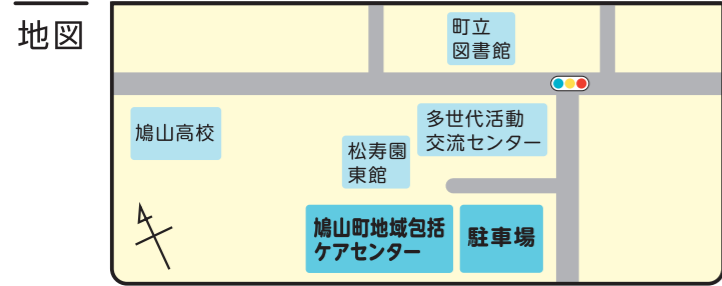 地図
町立
図書館
鳩山高校
多世代活動
交流センター
松寿園
東館
鳩山町地域包括
ケアセンター
駐車場